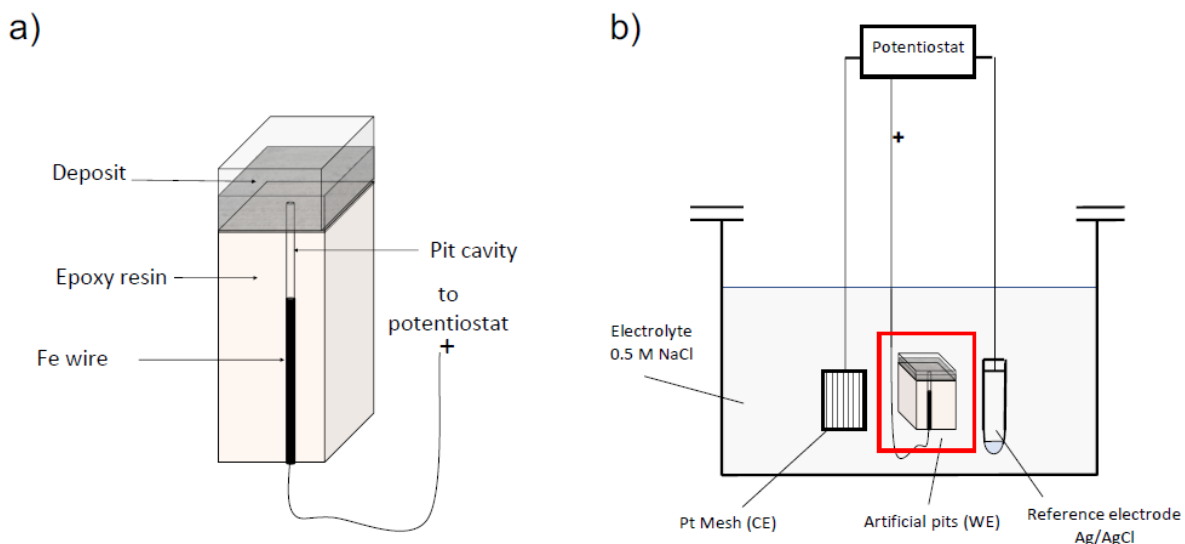 a)
Deposit
Epoxy resin
Fe wire
Pit cavity
to
potentiostat
+
b)
Potentiostat
+
Electrolyte
0.5 M NaCl
Pt Mesh (CE)
Artificial pits (WE)
Reference electrode
Ag/AgCl